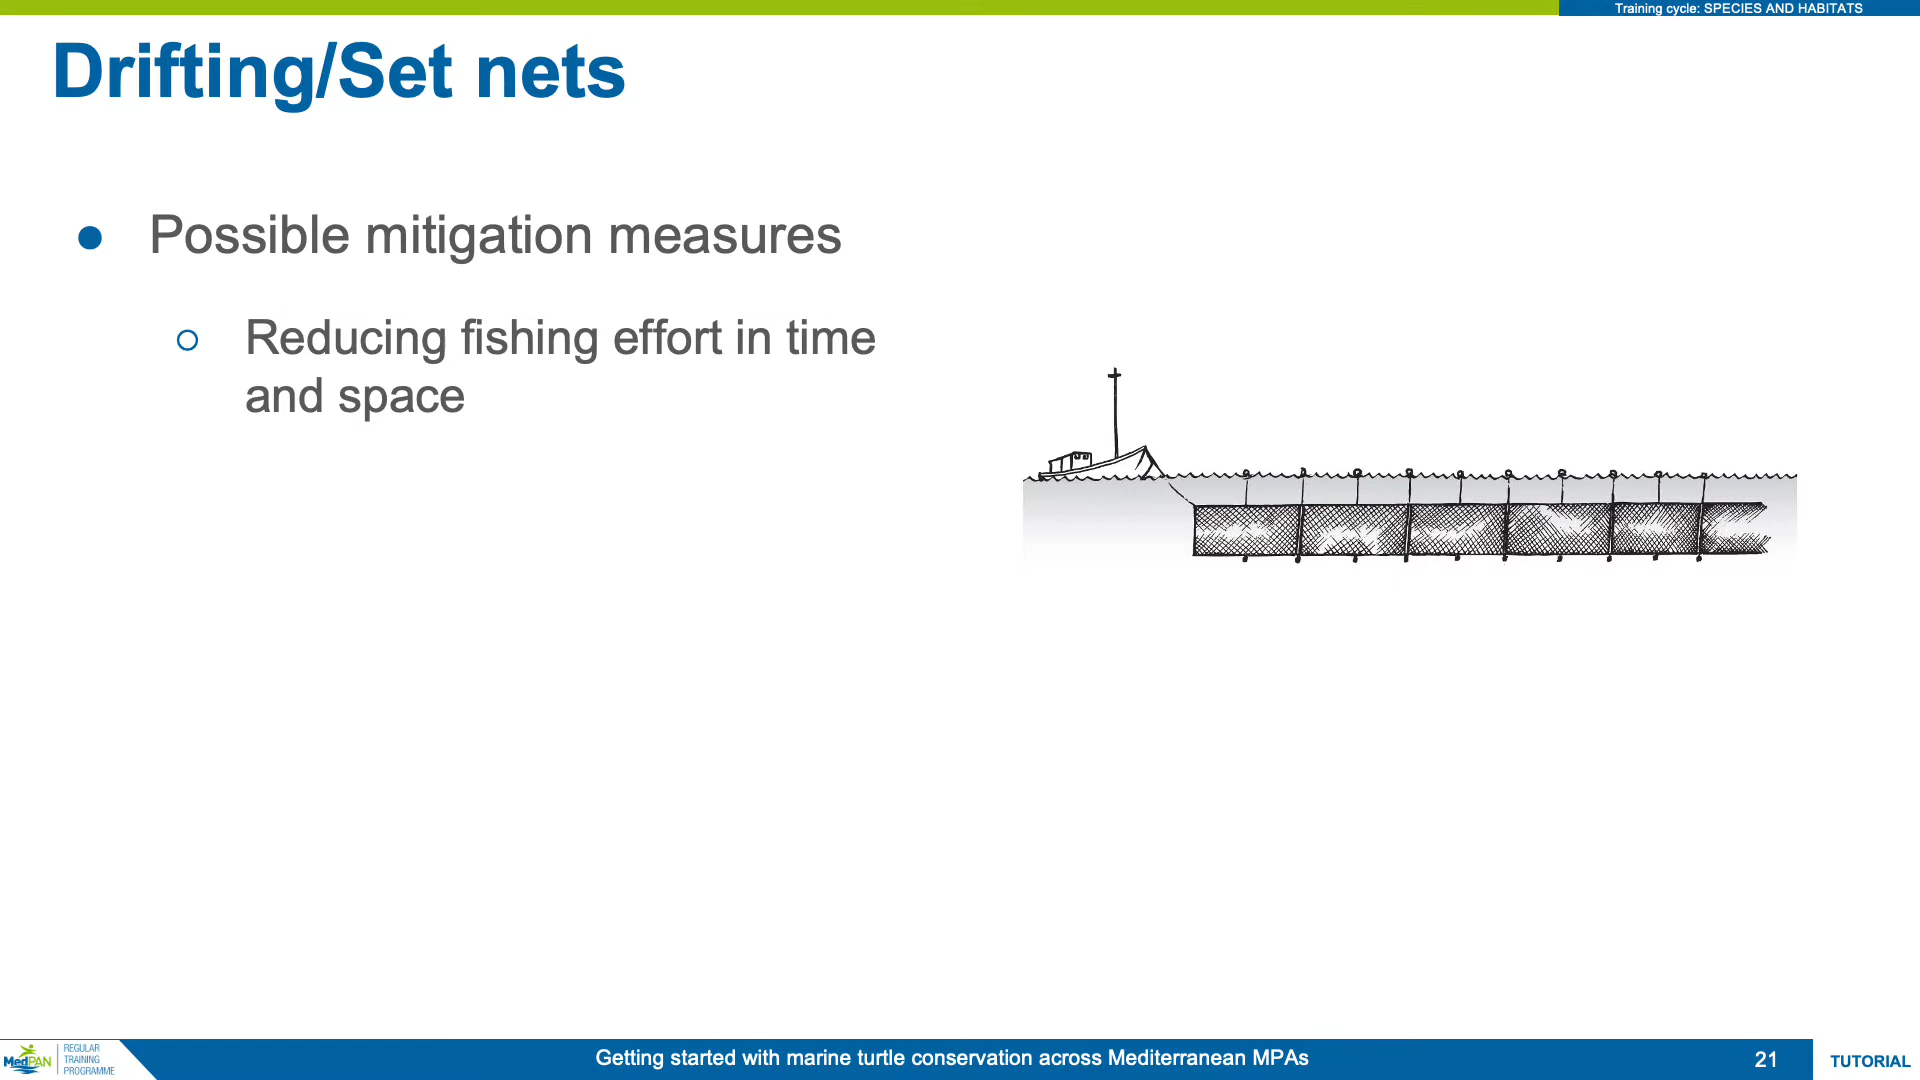 Training cycle: SPECIES AND HABITATS
Drifting/Set nets
● Possible mitigation measures
○ Reducing fishing effort in time
and space
MedPAN
REGULAR
TRAINING
PROGRAMME
Getting started with marine turtle conservation across Mediterranean MPAs
21
TUTORIAL